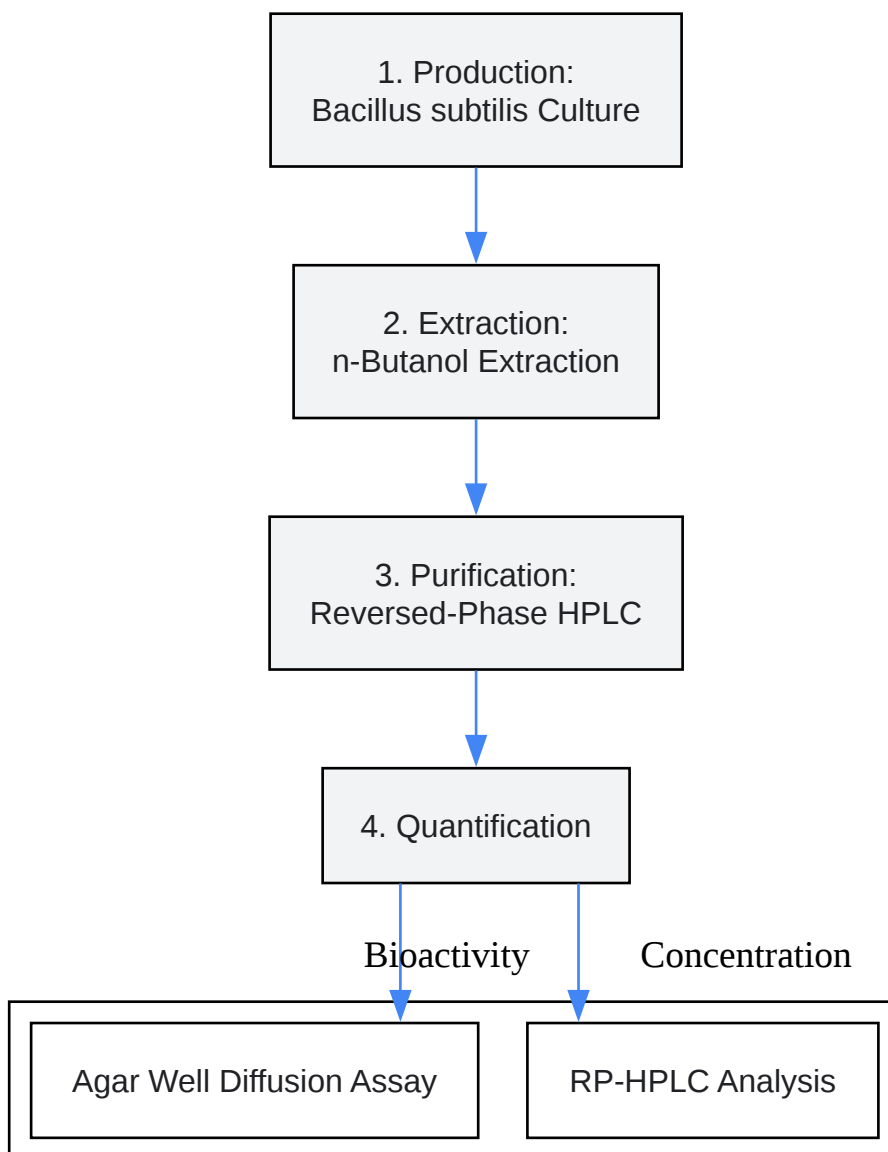 1. Production:
Bacillus subtilis Culture
2. Extraction:
n-Butanol Extraction
3. Purification:
Reversed-Phase HPLC
4. Quantification
Bioactivity
Concentration
Agar Well Diffusion Assay
RP-HPLC Analysis